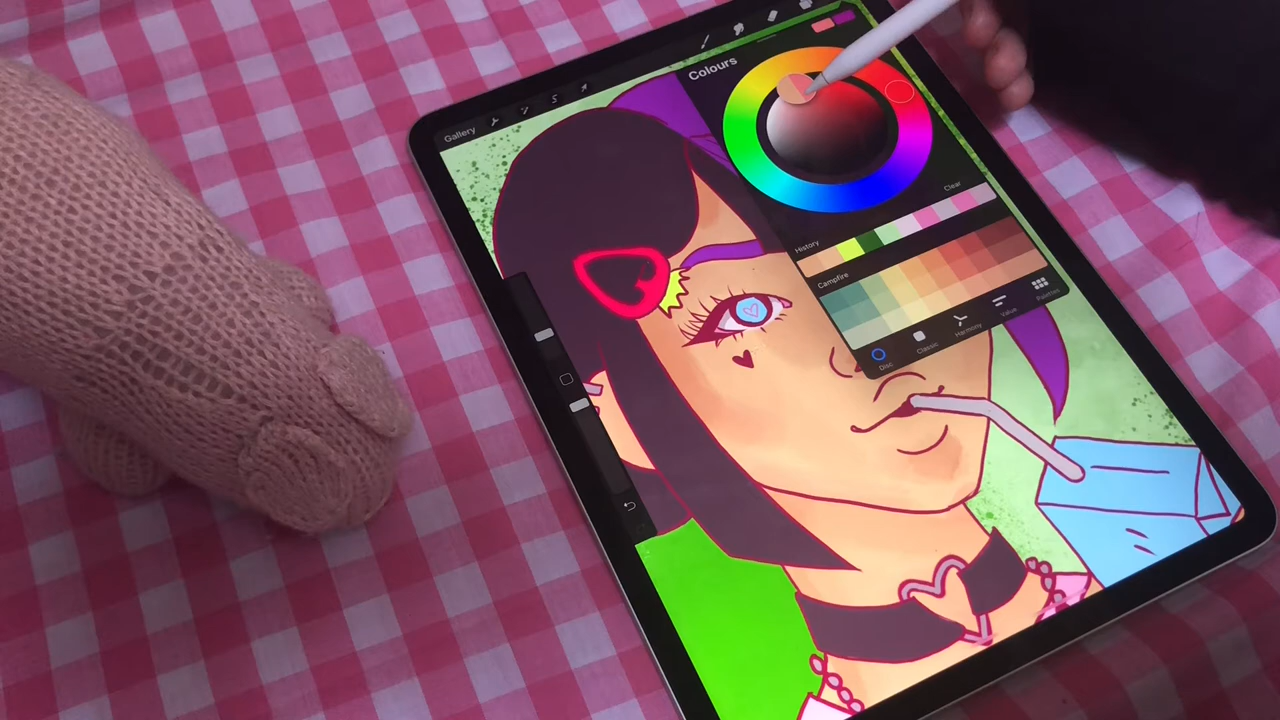 Gallery
Colours
Clear
History
Campfire
Disc
Classic
Harmony
Value
Palettes